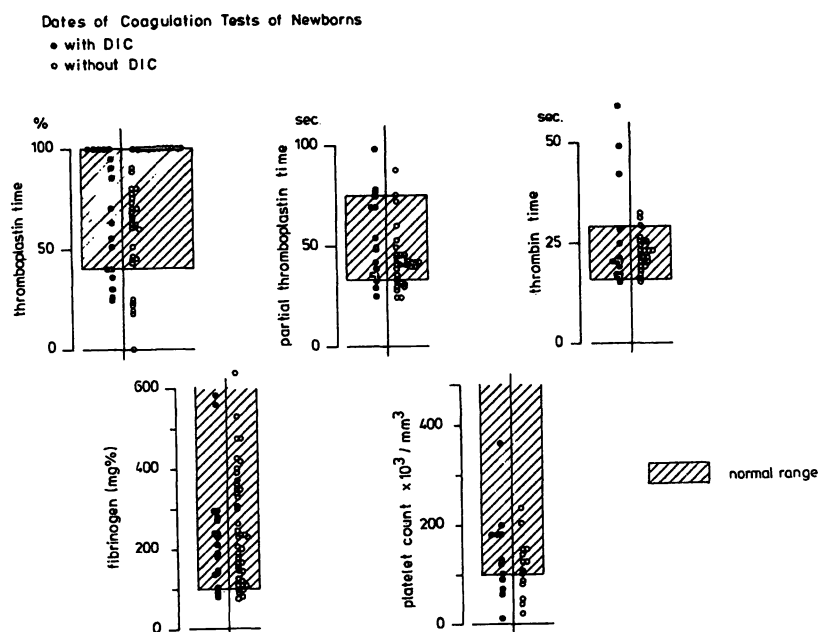 Dates of Coagulation Tests of Newborns
• with DIC
o without DIC
%
100
50
0
thromboplastin time
sec.
100
50
0
partial thromboplastin time
sec.
50
25
0
thrombin time
600
400
200
0
fibrinogen (mg%)
400
200
0
platelet count x10³/mm³
normal range